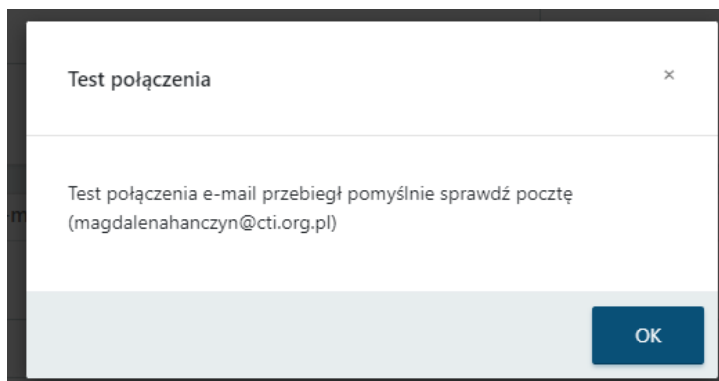 Test połączenia
×
Test połączenia e-mail przebiegł pomyślnie sprawdź pocztę
(magdalenahanczyn@cti.org.pl)
OK